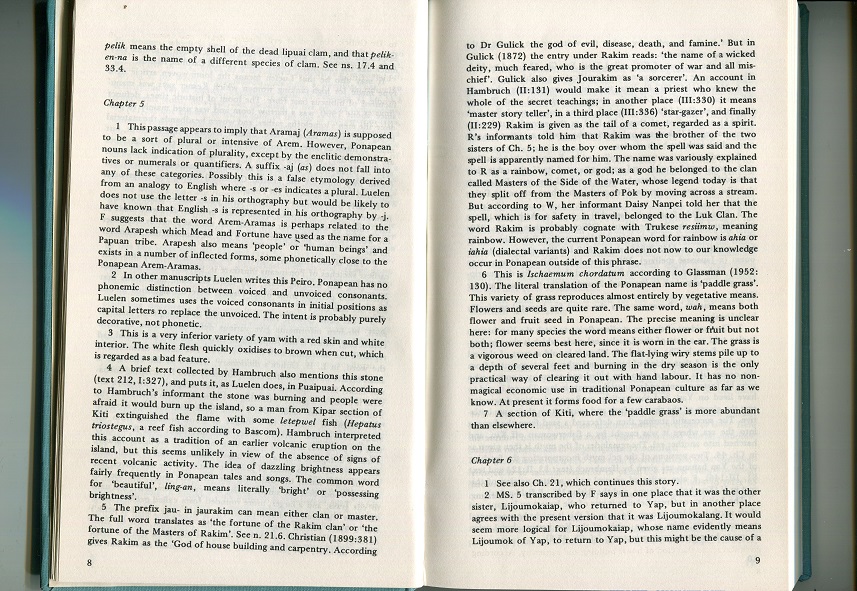 pelik means the empty shell of the dead lipuai clam, and that pelik-
en-na is the name of a different species of clam. See ns. 17.4 and
33.4.
Chapter 5
1 This passage appears to imply that Aramaj (Aramas) is supposed
to be a sort of plural or intensive of Arem. However, Ponapean
nouns lack indication of plurality, except by the enclitic demonstra-
tives or numerals or quantifiers. A suffix -aj (as) does not fall into
any of these categories. Possibly this is a false etymology derived
from an analogy to English where -s or -es indicates a plural. Luelen
does not use the letter -s in his orthography but would be likely to
have known that English -s is represented in his orthography by -j.
F suggests that the word Arem-Aramas is perhaps related to the
word Arapesh which Mead and Fortune have used as the name for a
Papuan tribe. Arapesh also means 'people' or 'human beings' and
exists in a number of inflected forms, some phonetically close to the
Ponapean Arem-Aramas.
2 In other manuscripts Luelen writes this Peiro. Ponapean has no
phonemic distinction between voiced and unvoiced consonants.
Luelen sometimes uses the voiced consonants in initial positions as
capital letters ro replace the unvoiced. The intent is probably purely
decorative, not phonetic.
3 This is a very inferior variety of yam with a red skin and white
interior. The white flesh quickly oxidises to brown when cut, which
is regarded as a bad feature.
4 A brief text collected by Hambruch also mentions this stone
(text 212, I:327), and puts it, as Luelen does, in Puaipuai. According
to Hambruch's informant the stone was burning and people were
afraid it would burn up the island, so a man from Kipar section of
Kiti extinguished the flame with some letepwel fish (Hepatus
triostegus, a reef fish according to Bascom). Hambruch interpreted
this account as a tradition of an earlier volcanic eruption on the
island, but this seems unlikely in view of the absence of signs of
recent volcanic activity. The idea of dazzling brightness appears
fairly frequently in Ponapean tales and songs. The common word
for 'beautiful', ling-an, means literally 'bright' or 'possessing
brightness'.
5 The prefix jau- in jaurakim can mean either clan or master.
The full word translates as 'the fortune of the Rakim clan' or 'the
fortune of the Masters of Rakim'. See n. 21.6. Christian (1899:381)
gives Rakim as the 'God of house building and carpentry. According
8
to Dr Gulick the god of evil, disease, death, and famine.' But in
Gulick (1872) the entry under Rakim reads: 'the name of a wicked
deity, much feared, who is the great promoter of war and all mis-
chief'. Gulick also gives Jourakim as 'a sorcerer'. An account in
Hambruch (II:131) would make it mean a priest who knew the
whole of the secret teachings; in another place (III:330) it means
'master story teller', in a third place (III:336) 'star-gazer', and finally
(II:229) Rakim is given as the tail of a comet, regarded as a spirit.
R's informants told him that Rakim was the brother of the two
sisters of Ch. 5; he is the boy over whom the spell was said and the
spell is apparently named for him. The name was variously explained
to R as a rainbow, comet, or god; as a god he belonged to the clan
called Masters of the Side of the Water, whose legend today is that
they split off from the Masters of Pok by moving across a stream.
But according to W, her informant Daisy Nanpei told her that the
spell, which is for safety in travel, belonged to the Luk Clan. The
word Rakim is probably cognate with Trukese resiimw, meaning
rainbow. However, the current Ponapean word for rainbow is ahia or
iahia (dialectal variants) and Rakim does not now to our knowledge
occur in Ponapean outside of this phrase.
6 This is Ischaemum chordatum according to Glassman (1952:
130). The literal translation of the Ponapean name is 'paddle grass'.
This variety of grass reproduces almost entirely by vegetative means.
Flowers and seeds are quite rare. The same word, wah, means both
flower and fruit seed in Ponapean. The precise meaning is unclear
here: for many species the word means either flower or fruit but not
both; flower seems best here, since it is worn in the ear. The grass is
a vigorous weed on cleared land. The flat-lying wiry stems pile up to
a depth of several feet and burning in the dry season is the only
practical way of clearing it out with hand labour. It has no non-
magical economic use in traditional Ponapean culture as far as we
know. At present it forms food for a few carabaos.
7 A section of Kiti, where the 'paddle grass' is more abundant
than elsewhere.
Chapter 6
1 See also Ch. 21, which continues this story.
2 MS. 5 transcribed by F says in one place that it was the other
sister, Lijoumokaiap, who returned to Yap, but in another place
agrees with the present version that it was Lijoumokalang. It would
seem more logical for Lijoumokaiap, whose name evidently means
Lijoumok of Yap, to return to Yap, but this might be the cause of a
9